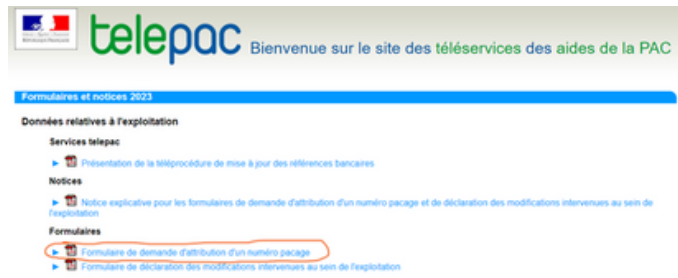 telepac Bienvenue sur le site des téléservices des aides de la PAC
Formulaires et notices 2023
Données relatives à l'exploitation
Services telepac
Présentation de la téléprocédure de mise à jour des références bancaires
Notices
Notice explicative pour les formulaires de demande d'attribution d'un numéro pacage et de déclaration des modifications intervenues au sein de
l'exploitation
Formulaires
Formulaire de demande d'attribution d'un numéro pacage
Formulaire de déclaration des modifications intervenues au sein de l'exploitation